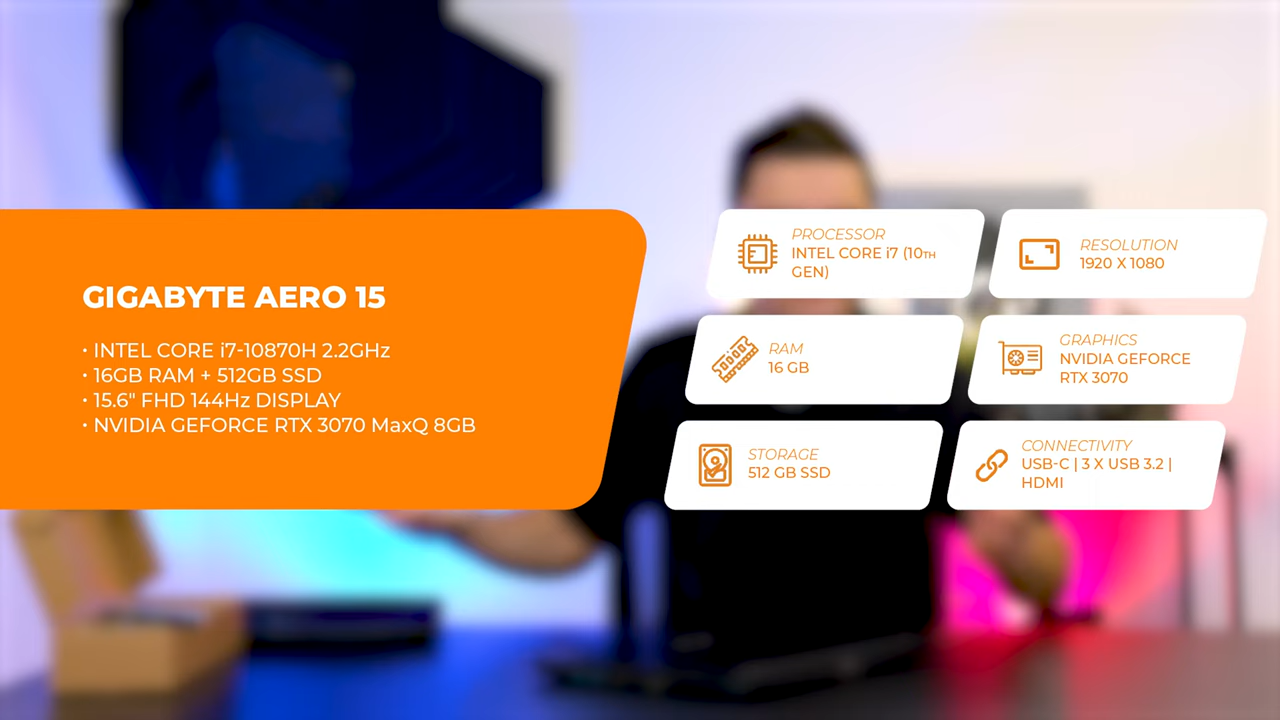 GIGABYTE AERO 15
• INTEL CORE i7-10870H 2.2GHz
• 16GB RAM + 512GB SSD
• 15.6" FHD 144Hz DISPLAY
• NVIDIA GEFORCE RTX 3070 MaxQ 8GB
PROCESSOR
INTEL CORE i7 (10TH
GEN)
RESOLUTION
1920 X 1080
RAM
16 GB
GRAPHICS
NVIDIA GEFORCE
RTX 3070
STORAGE
512 GB SSD
CONNECTIVITY
USB-C | 3 X USB 3.2 |
HDMI